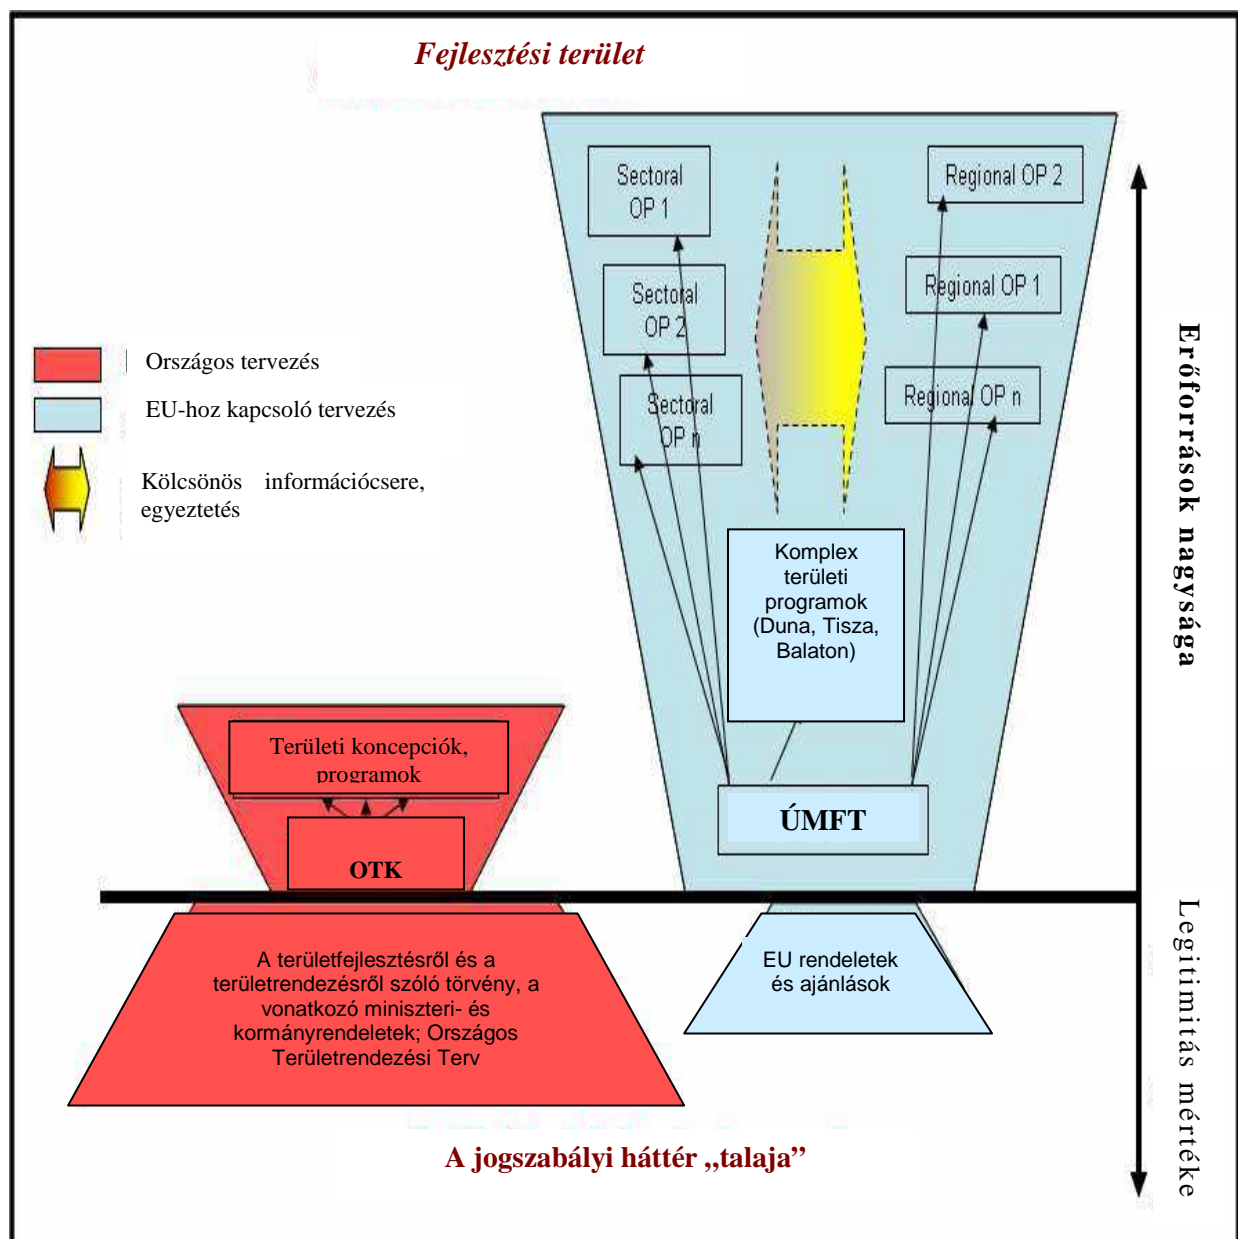 Fejlesztési terület
Sectoral
OP 1
Regional OP 2
Sectoral
OP 2
Regional OP 1
Sectoral
OP n
Regional OP n
Országos tervezés
EU-hoz kapcsoló tervezés
Kölcsönös információcsere,
egyeztetés
Komplex
területi
programok
(Duna, Tisza,
Balaton)
Területi koncepciók,
programok
OTK
ÚMFT
A területfejlesztésről és a
területrendezésről szóló törvény, a
vonatkozó miniszteri- és
kormányrendeletek; Országos
Területrendezési Terv
EU rendeletek
és ajánlások
Erőforrások nagysága
Legitimitás mértéke
A jogszabályi háttér „talaja”